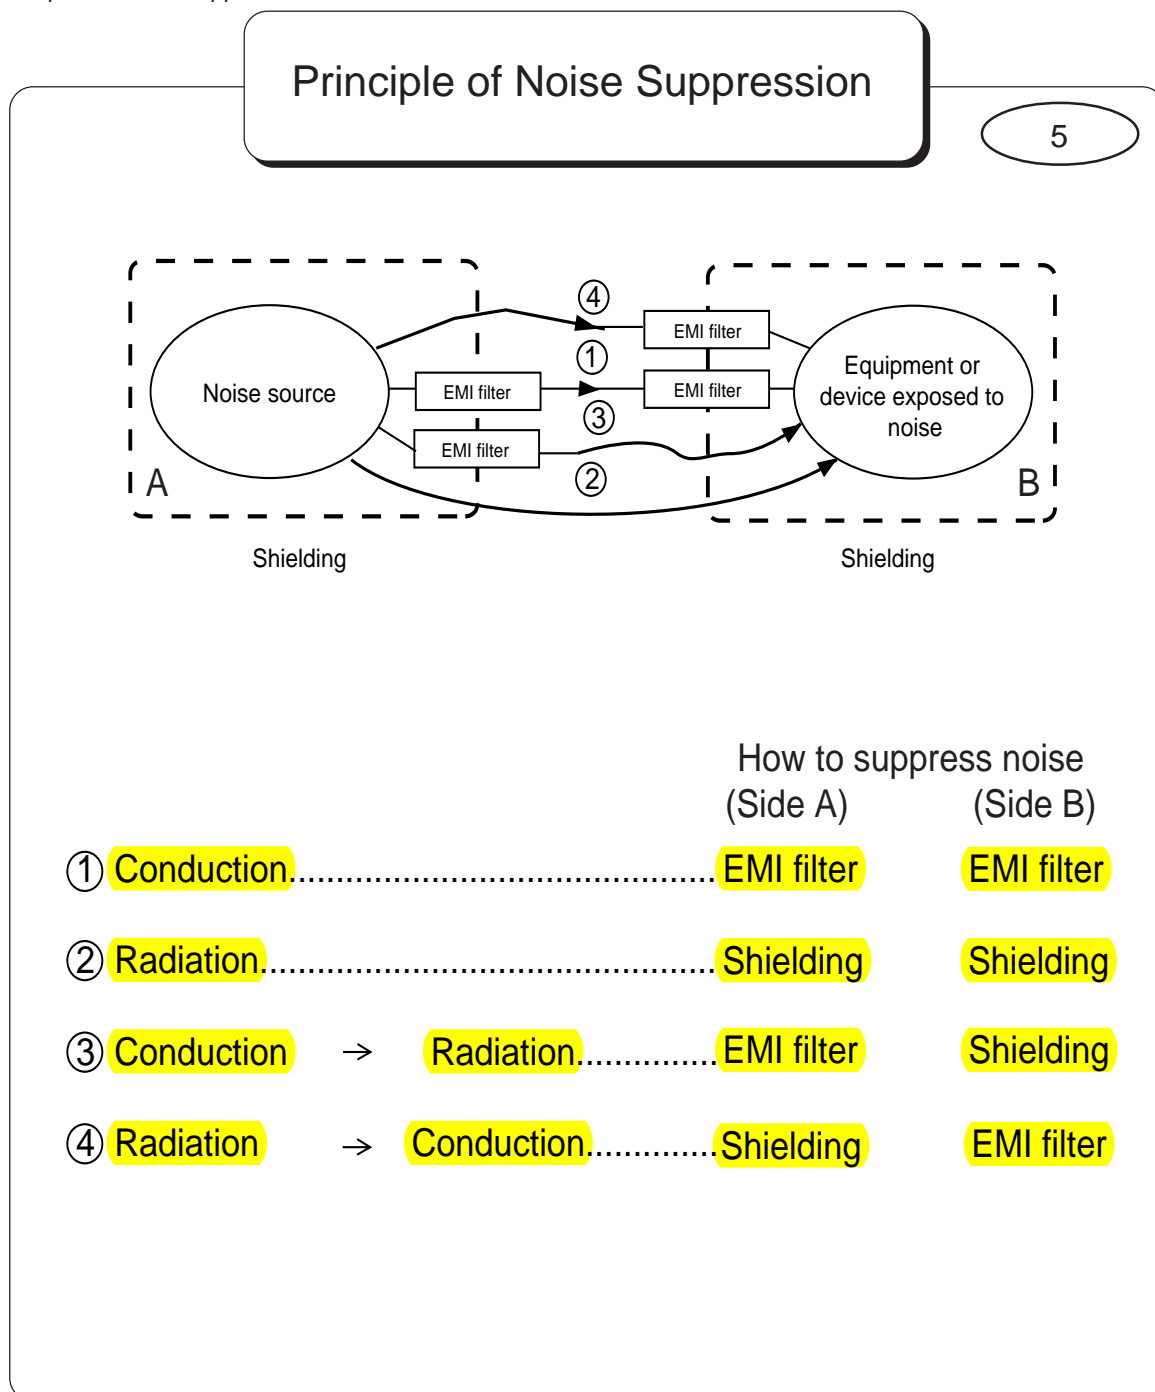 Principle of Noise Suppression
5
④
EMI filter
①
Noise source
EMI filter
EMI filter
Equipment or
device exposed to
noise
③
EMI filter
②
A
B
Shielding
Shielding
How to suppress noise
(Side A) (Side B)
① Conduction............................................. EMI filter EMI filter
② Radiation................................................ Shielding Shielding
③ Conduction → Radiation............... EMI filter Shielding
④ Radiation → Conduction.............. Shielding EMI filter